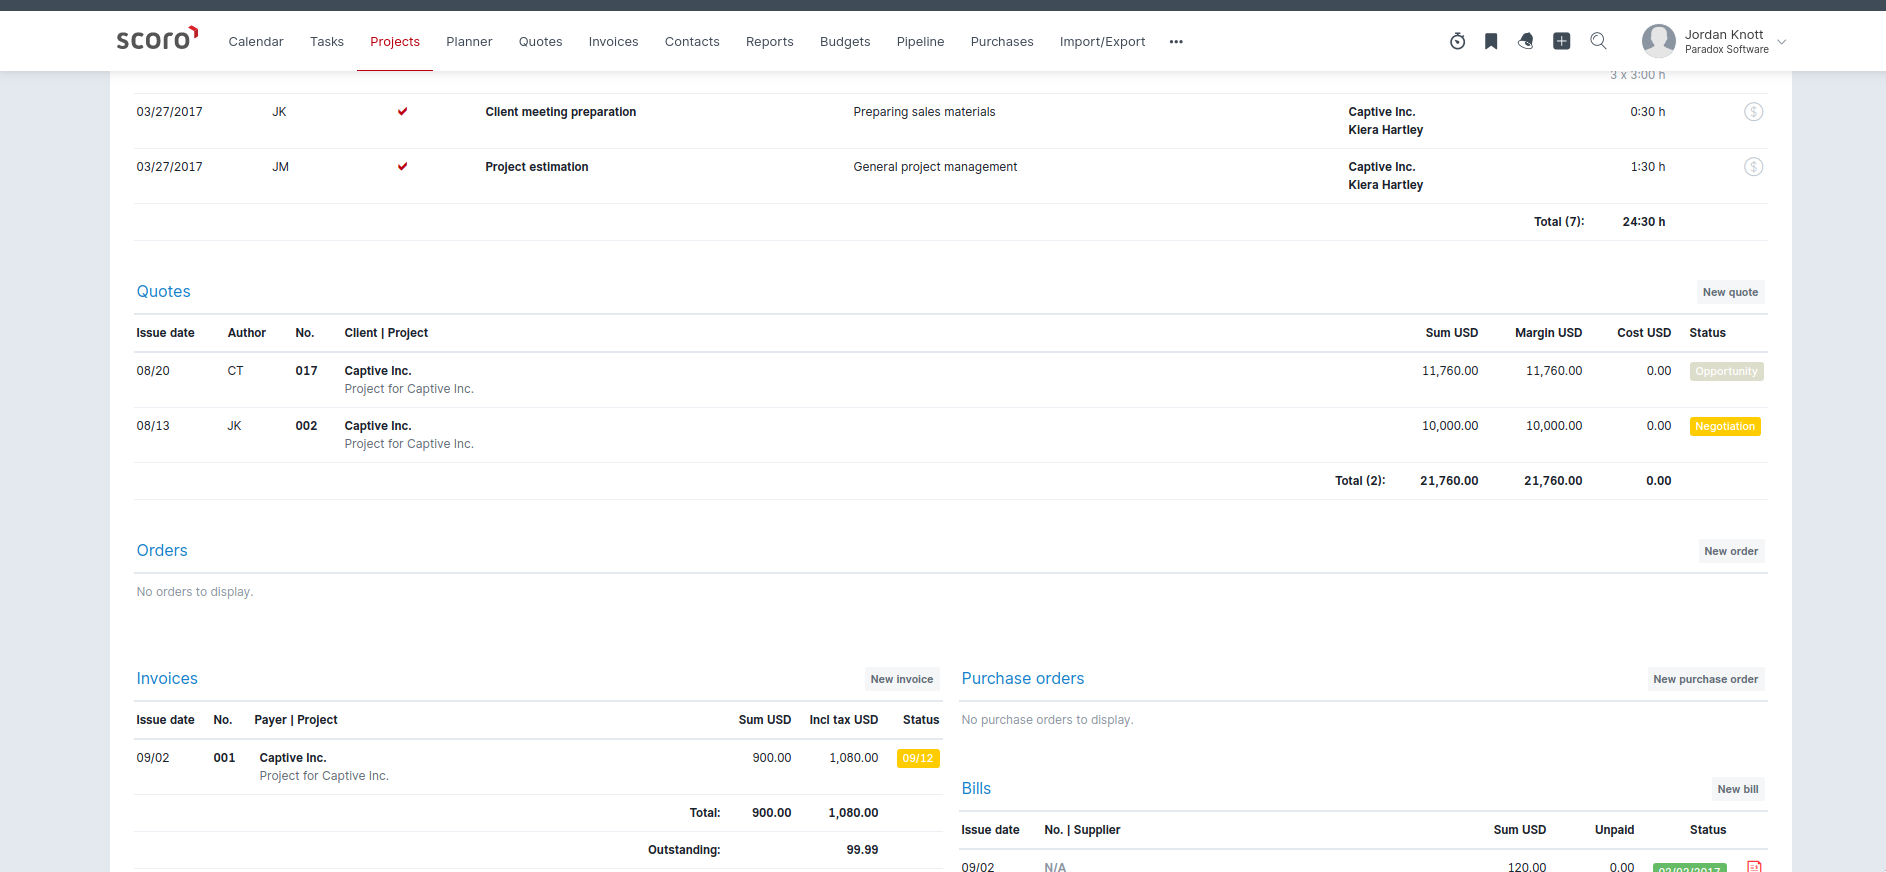 scoro Calendar Tasks Projects Planner Quotes Invoices Contacts Reports Budgets Pipeline Purchases Import/Export ••• Jordan Knott
Paradox Software
3 x 3:00 h
03/27/2017 JK Client meeting preparation Preparing sales materials Captive Inc. 0:30 h $
Kiera Hartley
03/27/2017 JM Project estimation General project management Captive Inc. 1:30 h $
Kiera Hartley
Total (7): 24:30 h
Quotes New quote
Issue date Author No. Client | Project Sum USD Margin USD Cost USD Status
08/20 CT 017 Captive Inc. 11,760.00 11,760.00 0.00 Opportunity
Project for Captive Inc.
08/13 JK 002 Captive Inc. 10,000.00 10,000.00 0.00 Negotiation
Project for Captive Inc.
Total (2): 21,760.00 21,760.00 0.00
Orders New order
No orders to display.
Invoices New invoice
Issue date No. Payer | Project Sum USD Incl tax USD Status
09/02 001 Captive Inc. 900.00 1,080.00 09/12
Project for Captive Inc.
Total: 900.00 1,080.00
Outstanding: 99.99
Purchase orders New purchase order
No purchase orders to display.
Bills New bill
Issue date No. | Supplier Sum USD Unpaid Status
09/02 N/A 120.00 0.00